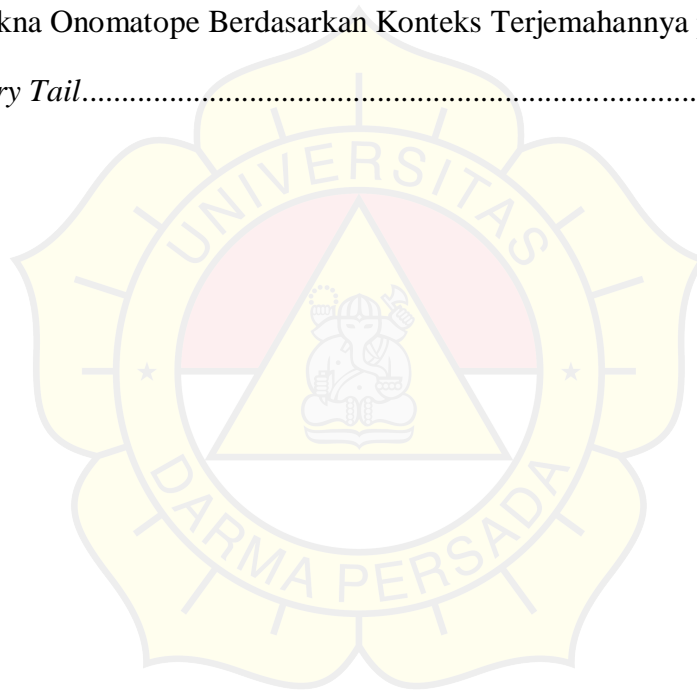 kna Onomatope Berdasarkan Konteks Terjemahannya
ry Tail..........................................................................................
UNIVERSITAS
DARMA PERSADA